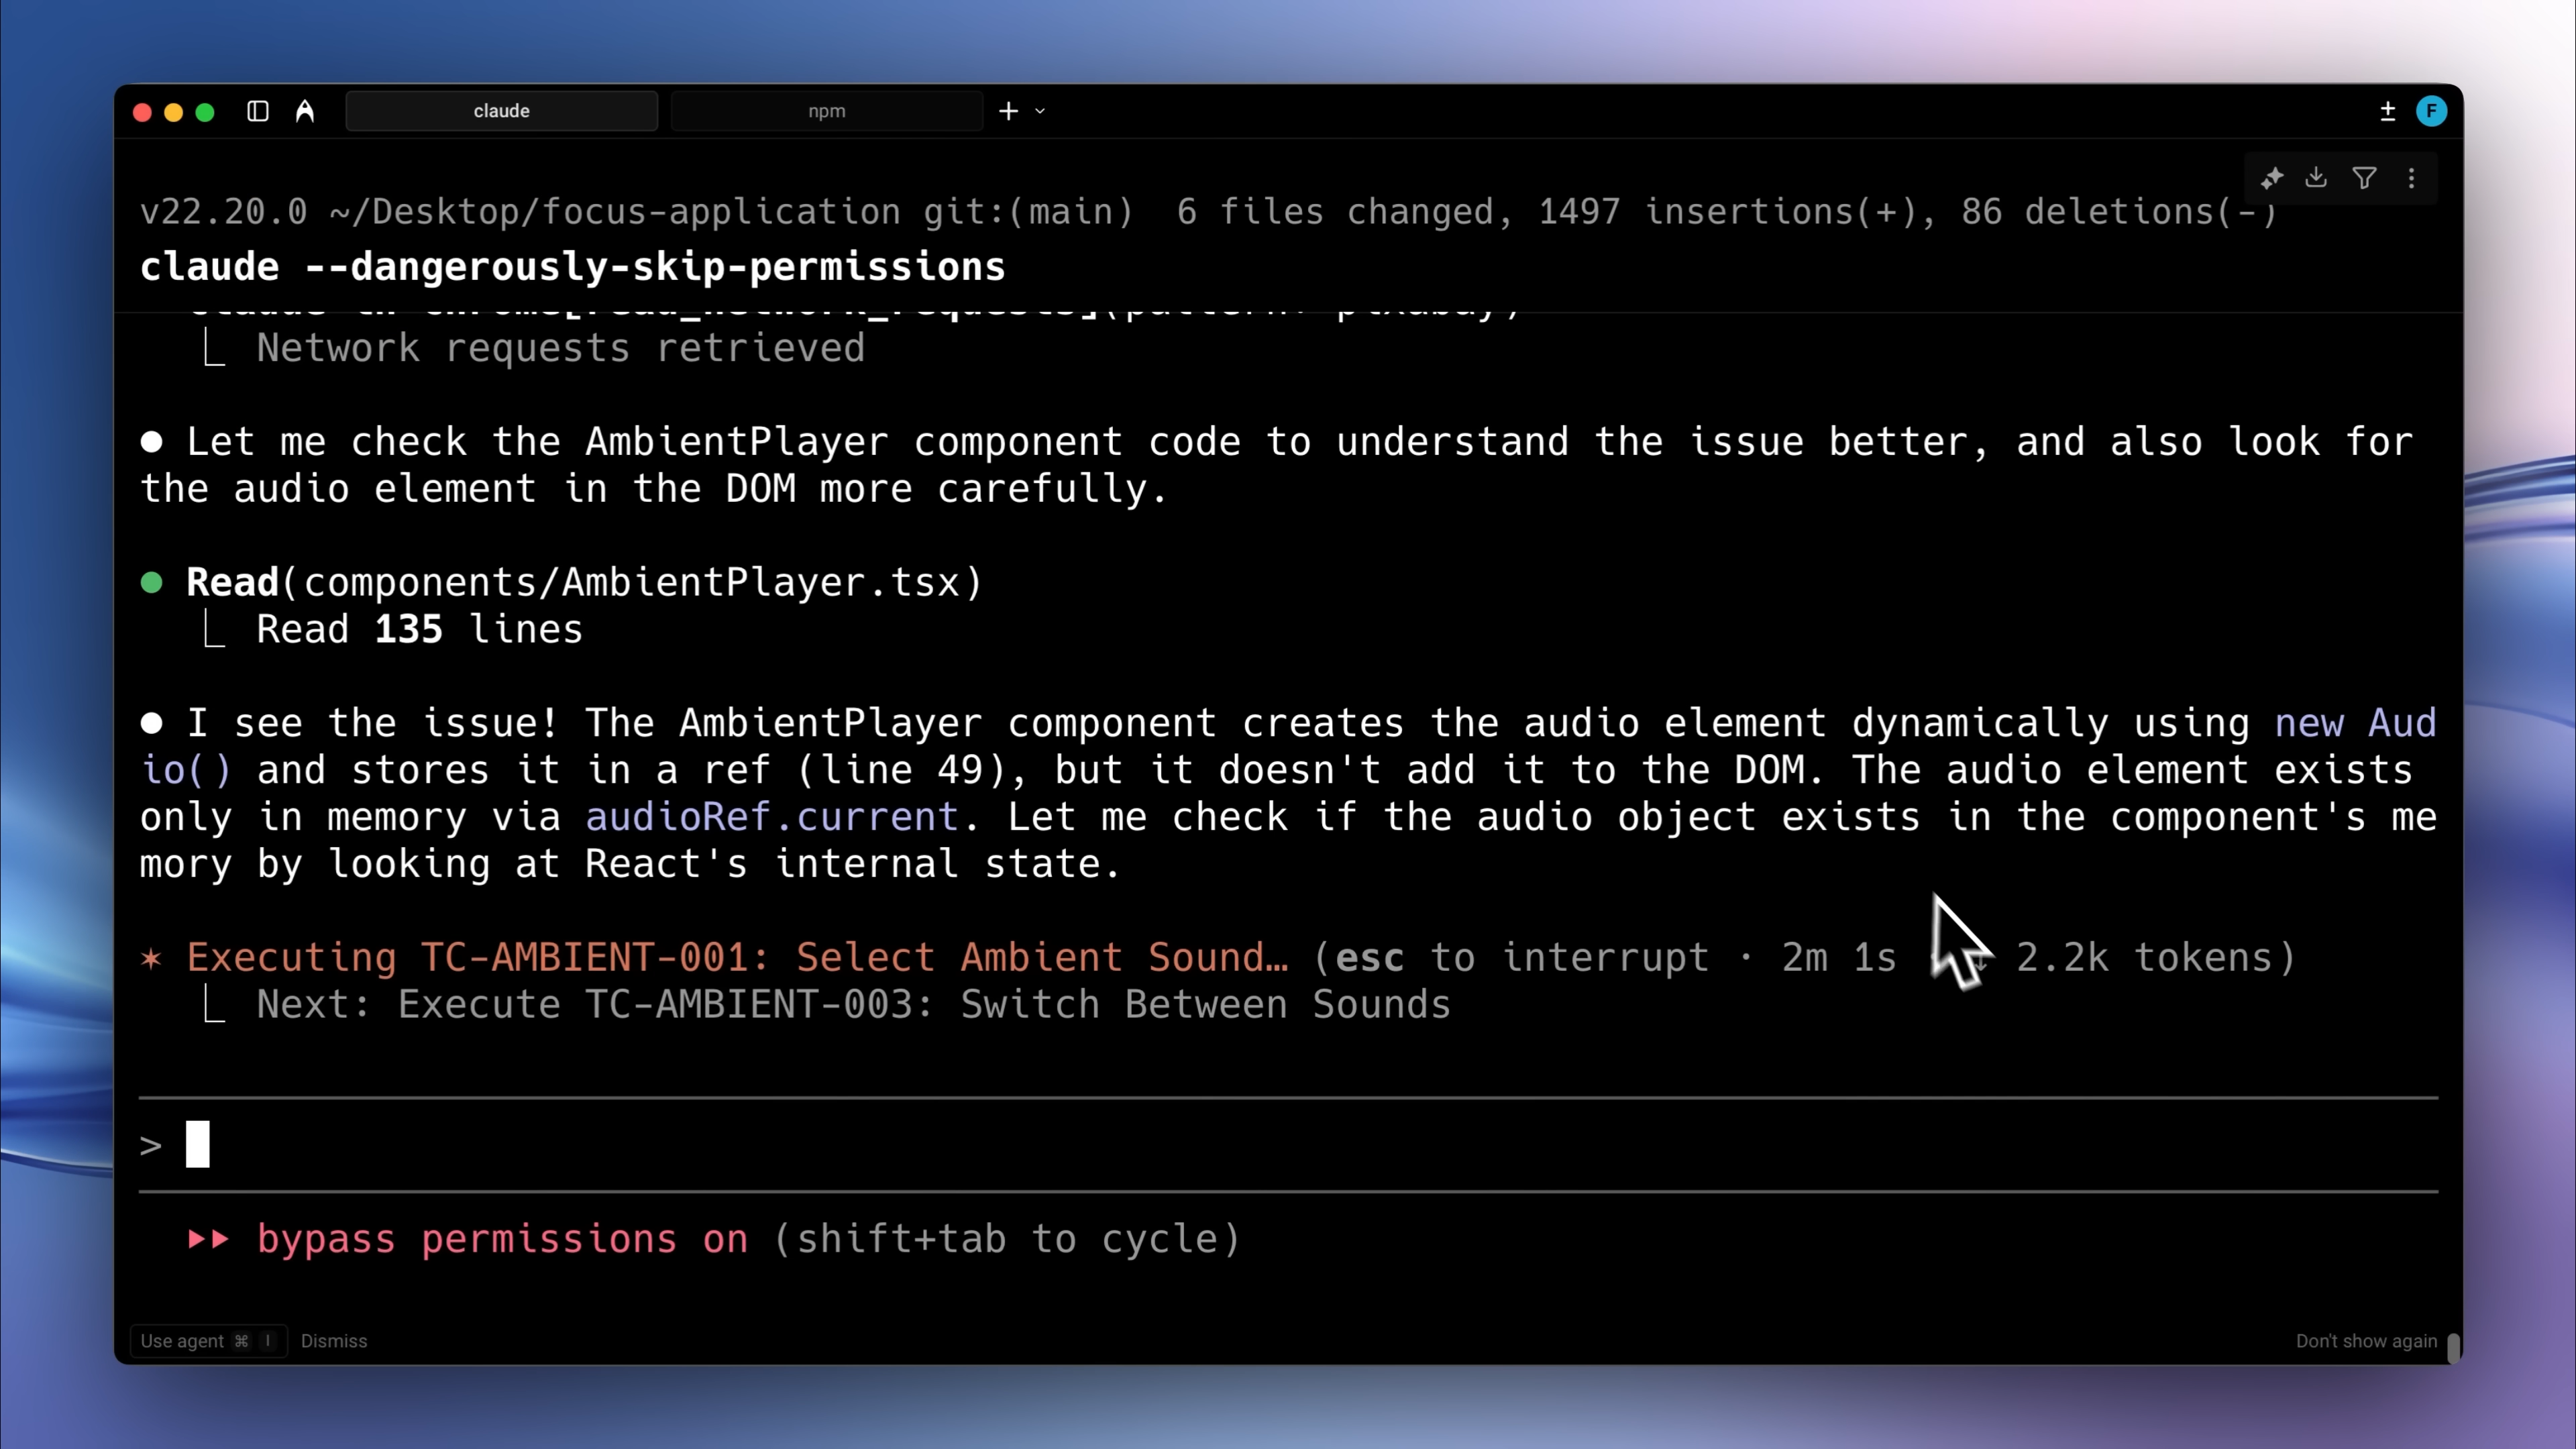 claude
npm
F
v22.20.0 ~/Desktop/focus-application git:(main)  6 files changed, 1497 insertions(+), 86 deletions(-)
claude --dangerously-skip-permissions
Network requests retrieved
● Let me check the AmbientPlayer component code to understand the issue better, and also look for
the audio element in the DOM more carefully.
● Read(components/AmbientPlayer.tsx)
Read 135 lines
● I see the issue! The AmbientPlayer component creates the audio element dynamically using new Aud
io() and stores it in a ref (line 49), but it doesn't add it to the DOM. The audio element exists
only in memory via audioRef.current. Let me check if the audio object exists in the component's me
mory by looking at React's internal state.
✶ Executing TC-AMBIENT-001: Select Ambient Sound… (esc to interrupt · 2m 1s 2.2k tokens)
Next: Execute TC-AMBIENT-003: Switch Between Sounds
>
bypass permissions on (shift+tab to cycle)
Use agent ⌘ I Dismiss
Don't show again